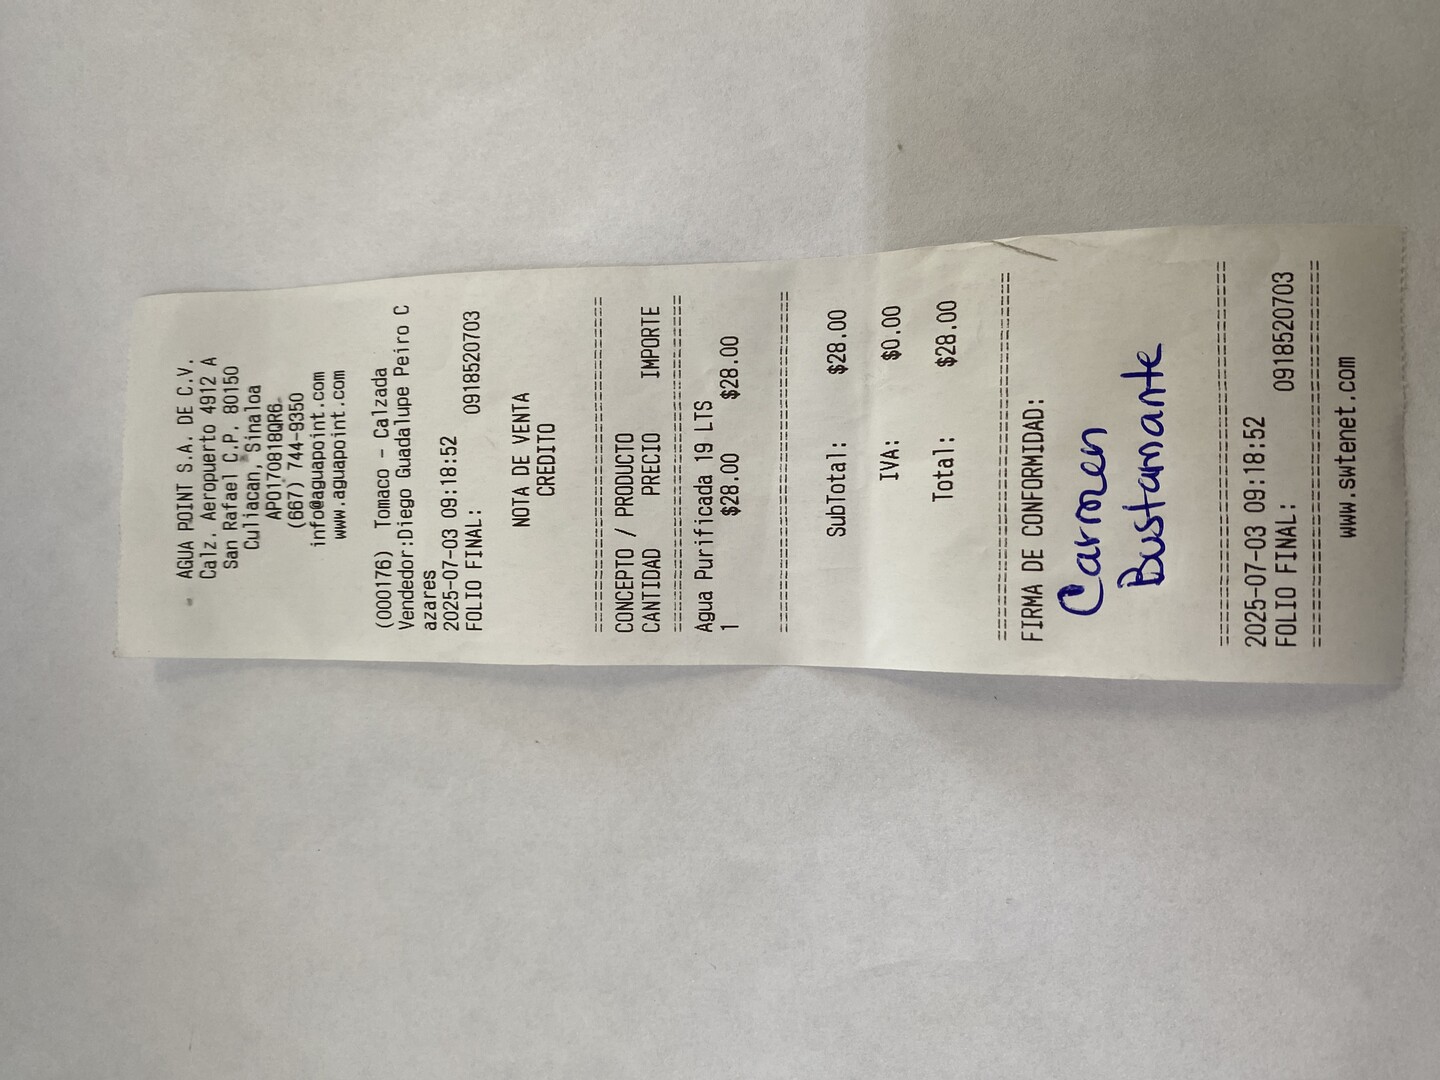 AGUA POINT S.A. DE C.V.
Calz. Aeropuerto 4912 A
San Rafael C.P. 80150
Culiacan, Sinaloa
APO170818QR6
(667) 744-9350
info@aguapoint.com
www.aguapoint.com
(000176) Tomaco - Calzada
Vendedor:Diego Guadalupe Peiro C
azares
2025-07-03 09:18:52
FOLIO FINAL: 0918520703
NOTA DE VENTA
CREDITO
================================
CONCEPTO / PRODUCTO
CANTIDAD PRECIO IMPORTE
================================
Agua Purificada 19 LTS
1 $28.00 $28.00
================================
SubTotal: $28.00
IVA: $0.00
Total: $28.00
================================
FIRMA DE CONFORMIDAD:
Carmen
Bustamante
================================
2025-07-03 09:18:52
FOLIO FINAL: 0918520703
================================
www.swtenet.com